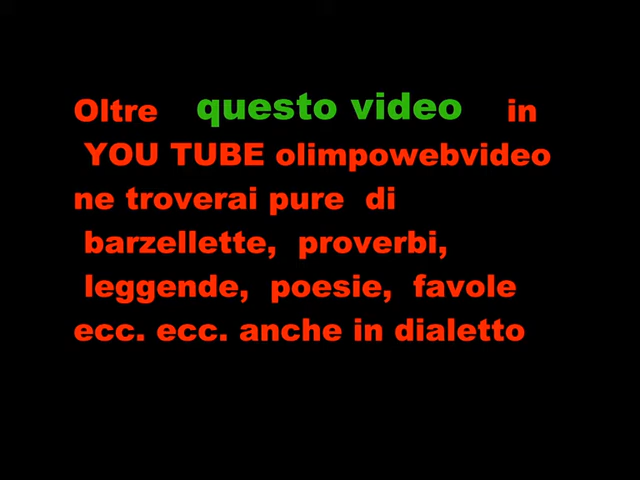 Oltre questo video in
YOU TUBE olimpowebvideo
ne troverai pure di
barzellette, proverbi,
leggende, poesie, favole
ecc. ecc. anche in dialetto